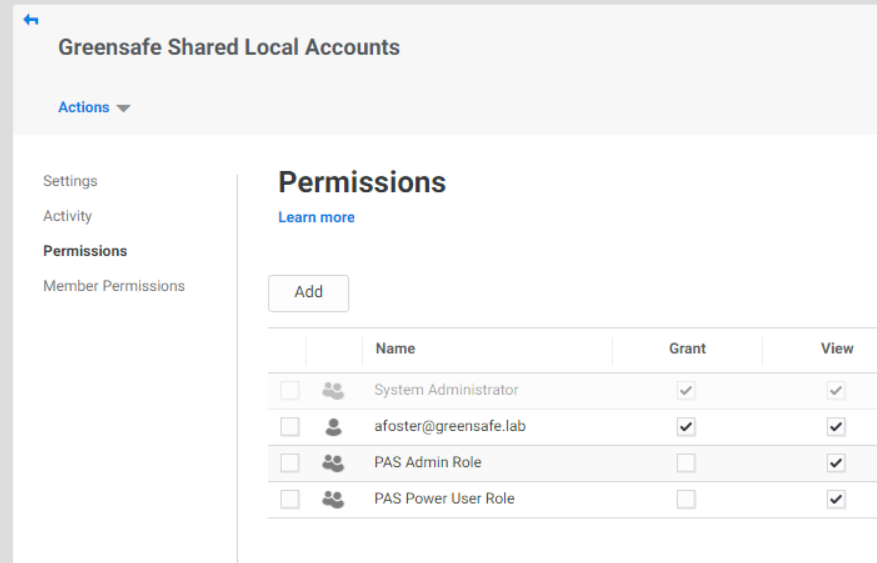 Greensafe Shared Local Accounts
Actions
Settings
Activity
Permissions
Member Permissions
Permissions
Learn more
Add
Name Grant View
System Administrator
afoster@greensafe.lab
PAS Admin Role
PAS Power User Role